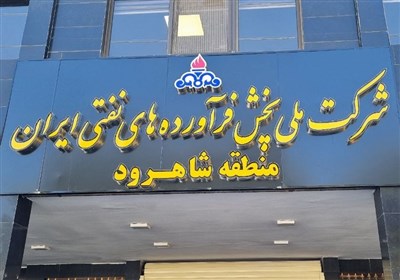 شرکت ملی پخش فرآورده های نفتی ایران
منطقه شاهرود